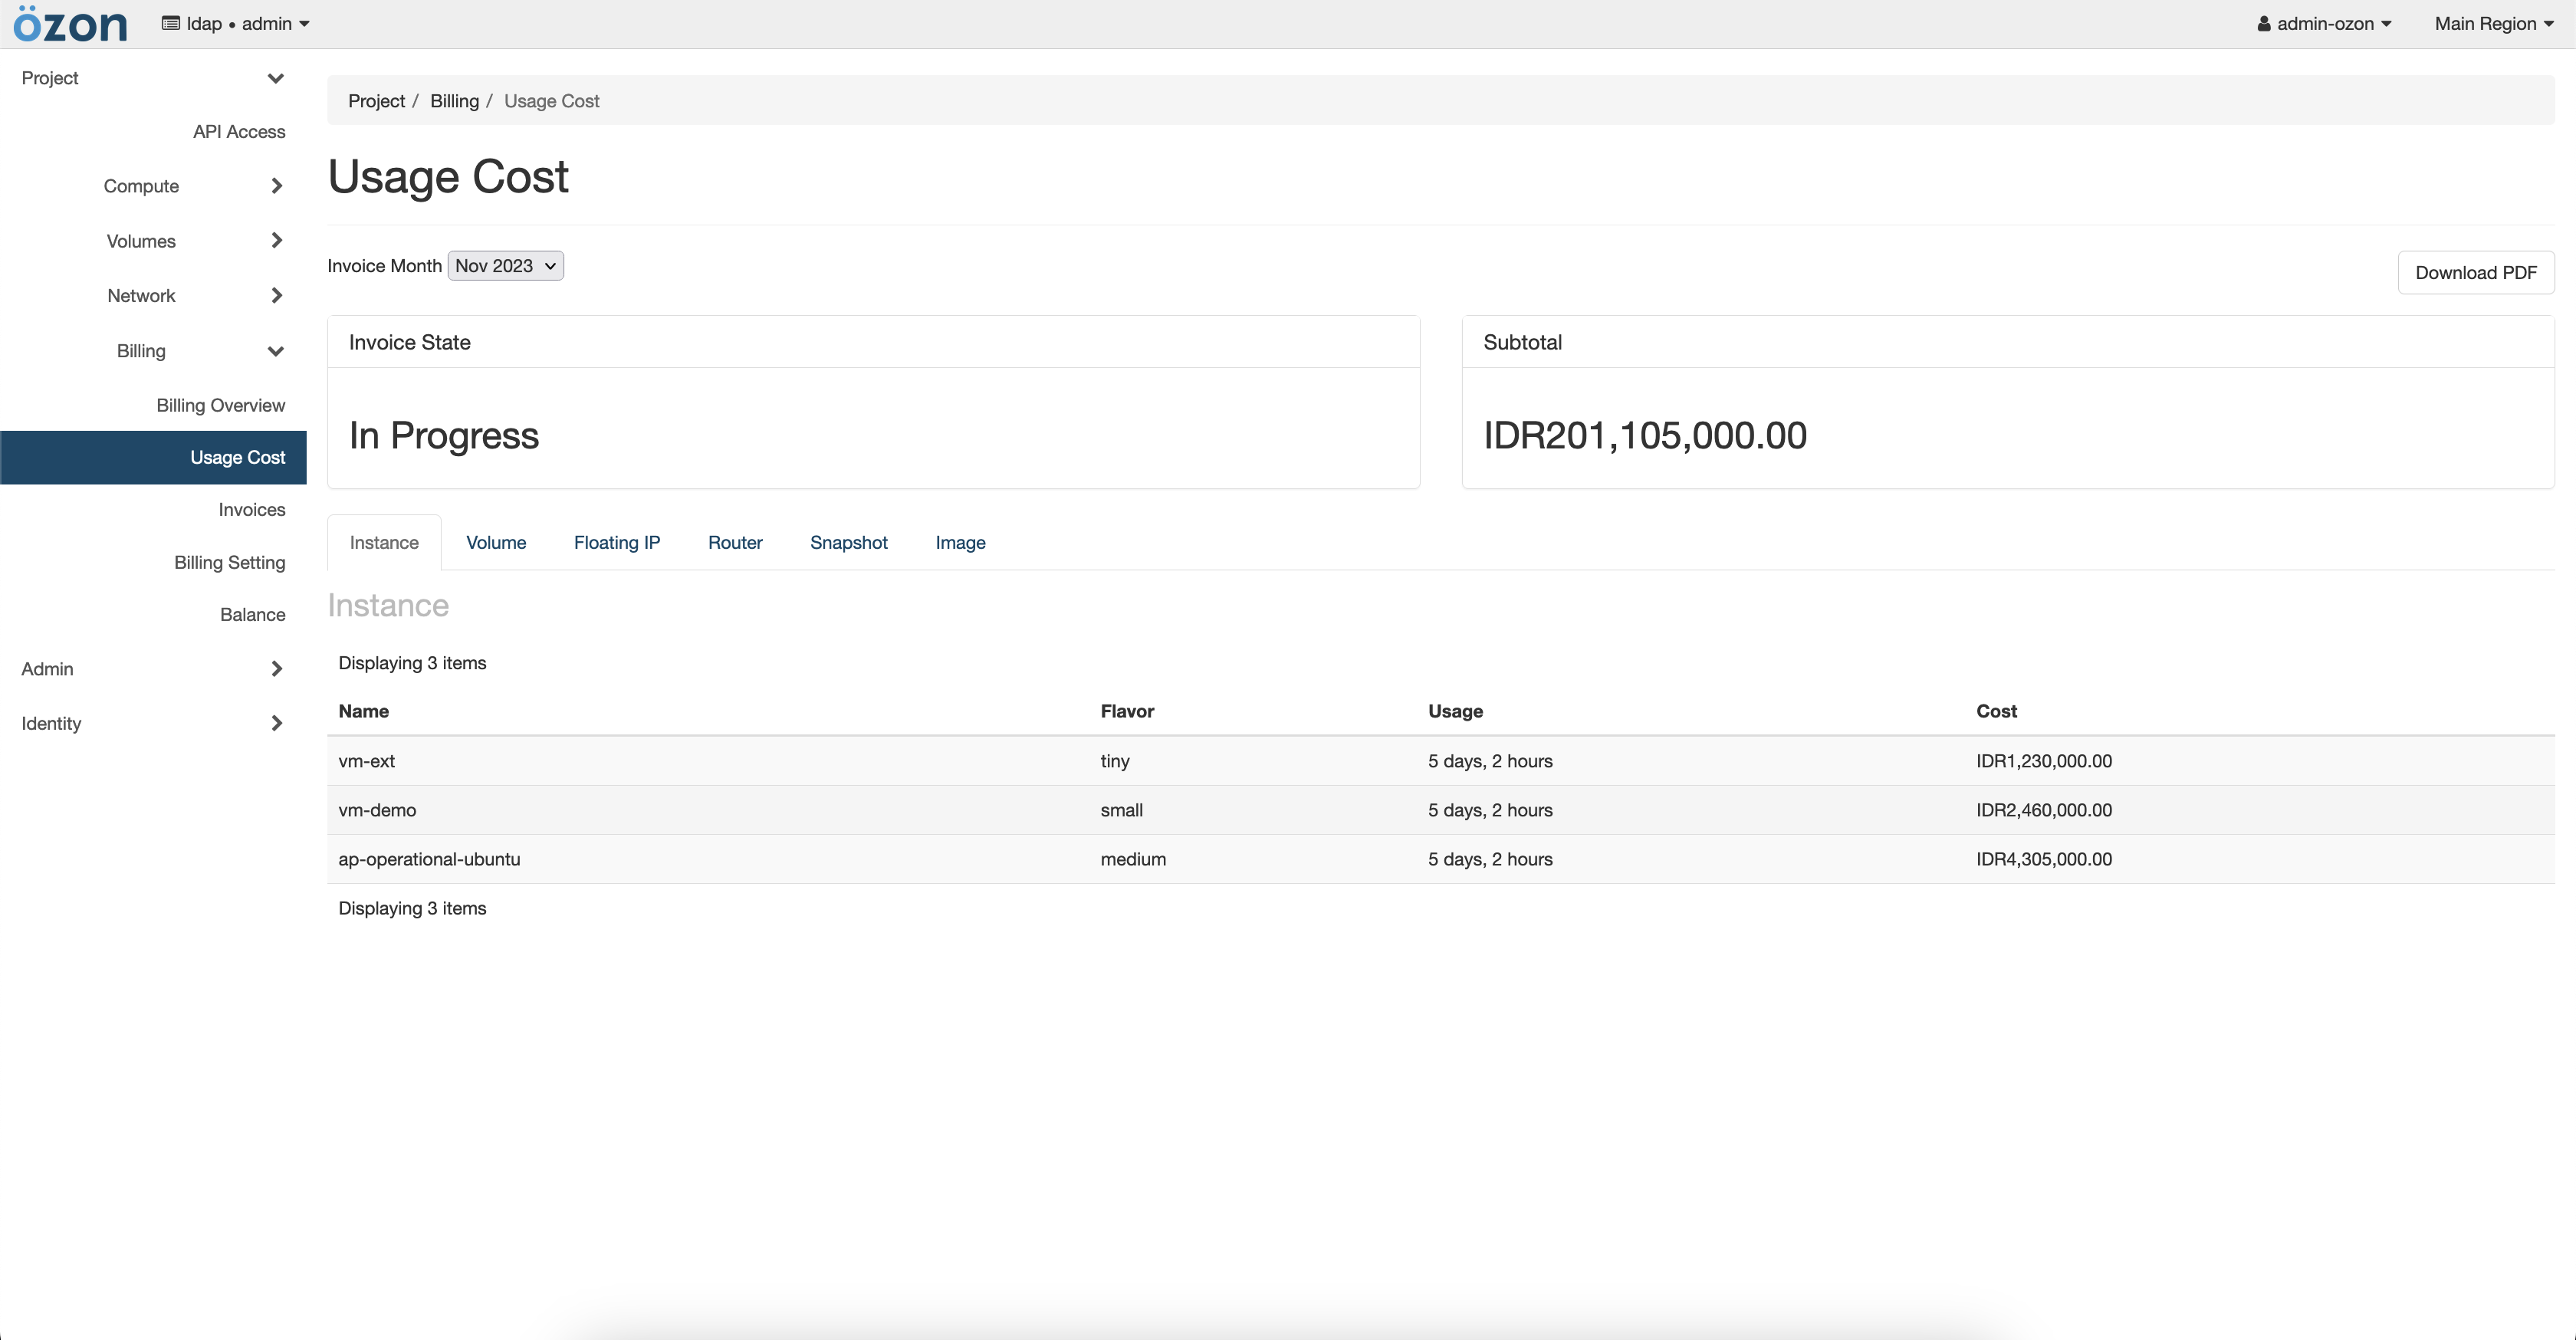 özon
ldap • admin
admin-ozon
Main Region
Project
API Access
Compute
Volumes
Network
Billing
Billing Overview
Usage Cost
Invoices
Billing Setting
Balance
Admin
Identity
Project / Billing / Usage Cost
Usage Cost
Invoice Month Nov 2023
Download PDF
Invoice State
In Progress
Subtotal
IDR201,105,000.00
Instance Volume Floating IP Router Snapshot Image
Instance
Displaying 3 items
Name Flavor Usage Cost
vm-ext tiny 5 days, 2 hours IDR1,230,000.00
vm-demo small 5 days, 2 hours IDR2,460,000.00
ap-operational-ubuntu medium 5 days, 2 hours IDR4,305,000.00
Displaying 3 items